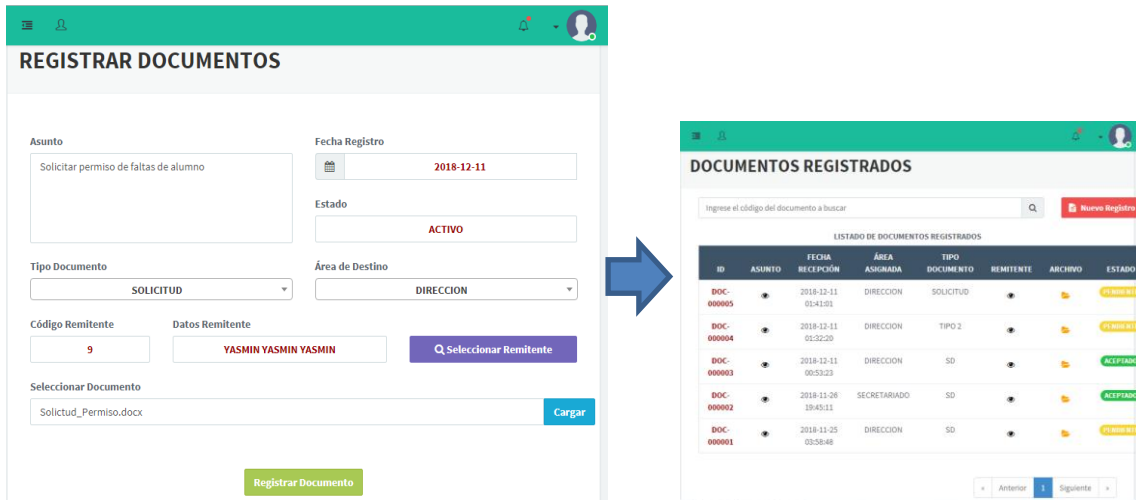 REGISTRAR DOCUMENTOS
Asunto
Solicitar permiso de faltas de alumno
Fecha Registro
2018-12-11
Estado
ACTIVO
Tipo Documento
SOLICITUD
Área de Destino
DIRECCION
Código Remitente
9
Datos Remitente
YASMIN YASMIN YASMIN
Seleccionar Remitente
Seleccionar Documento
Solictud_Permiso.docx
Cargar
Registrar Documento
DOCUMENTOS REGISTRADOS
Ingrese el código del documento a buscar
Nuevo Registro
LISTADO DE DOCUMENTOS REGISTRADOS
ID ASUNTO FECHA RECEPCIÓN ÁREA ASIGNADA TIPO DOCUMENTO REMITENTE ARCHIVO ESTADO
DOC-000005 2018-12-11 01:41:01 DIRECCION SOLICITUD PENDIENTE
DOC-000004 2018-12-11 01:32:20 DIRECCION TIPO 2 PENDIENTE
DOC-000003 2018-12-11 00:53:23 DIRECCION SD ACEPTADO
DOC-000002 2018-11-26 19:45:11 SECRETARIADO SD ACEPTADO
DOC-000001 2018-11-25 03:58:46 DIRECCION SD PENDIENTE
« Anterior 1 Siguiente »